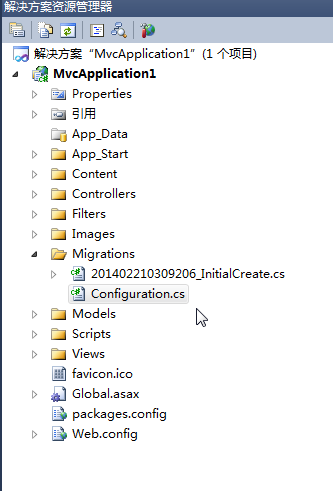 解决方案资源管理器
解决方案“MvcApplication1”(1 个项目)
MvcApplication1
Properties
引用
App_Data
App_Start
Content
Controllers
Filters
Images
Migrations
201402210309206_InitialCreate.cs
Configuration.cs
Models
Scripts
Views
favicon.ico
Global.asax
packages.config
Web.config